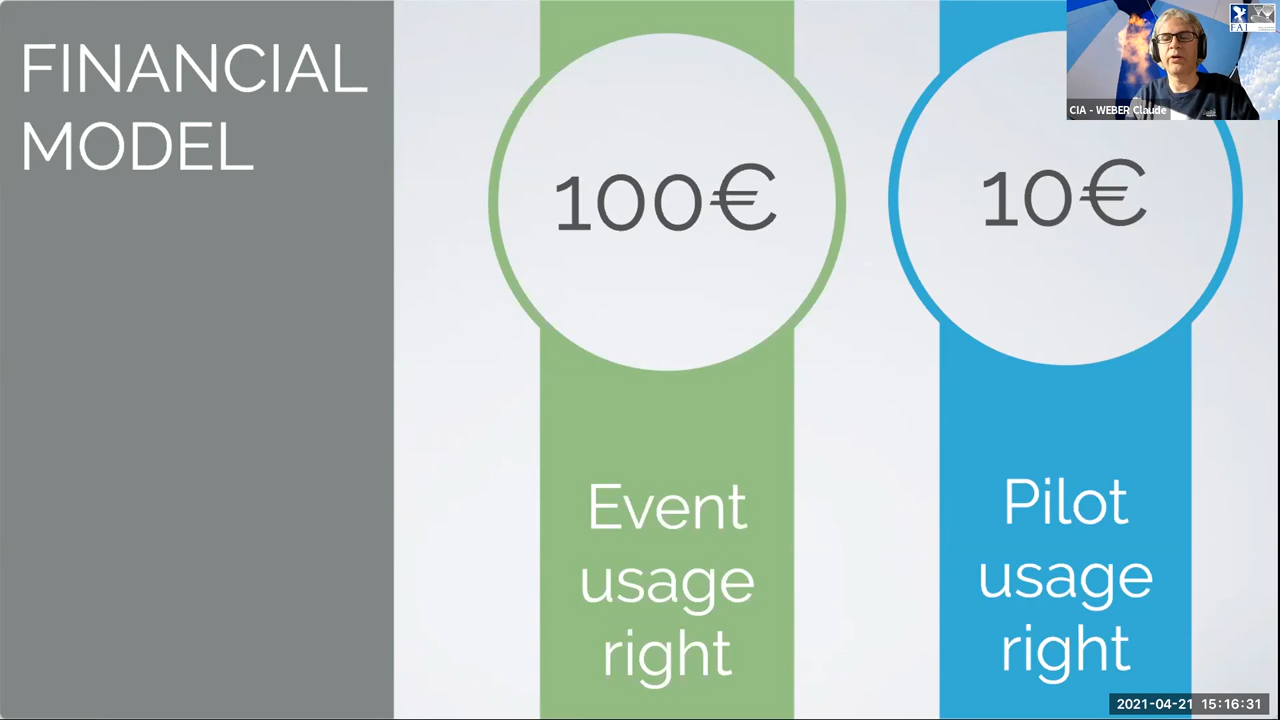 FINANCIAL
MODEL
100€
Event
usage
right
10€
Pilot
usage
right
CIA - WEBER Claude
FAI
2021-04-21 15:16:31